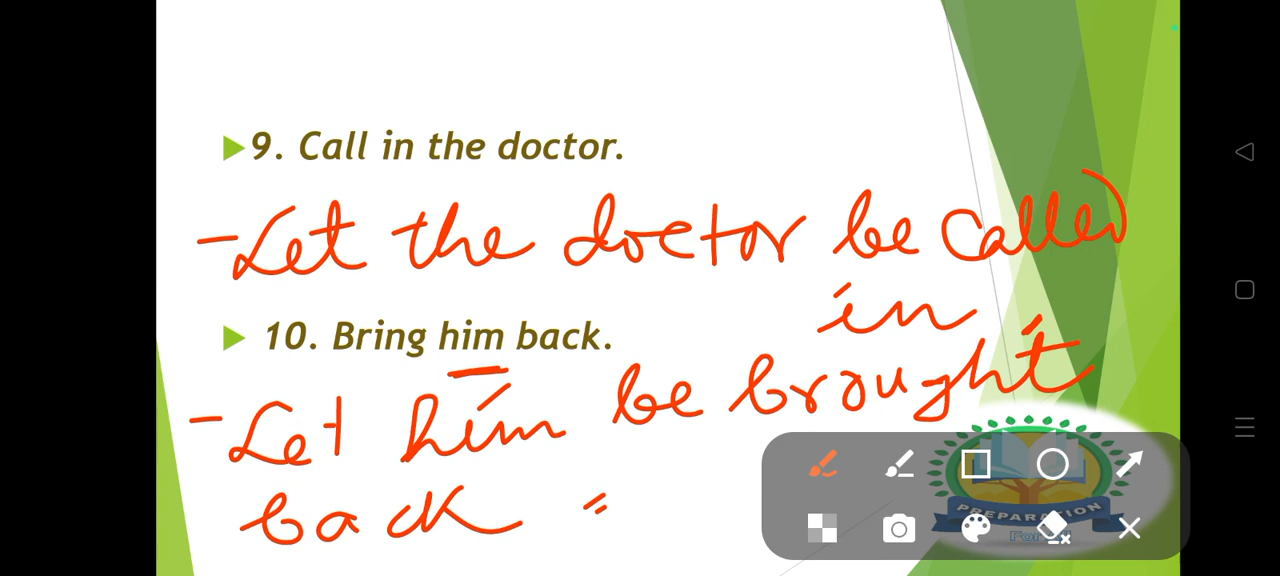 9. Call in the doctor.
- Let the doctor be called
in
10. Bring him back.
- Let him be brought
back
PREPARATION